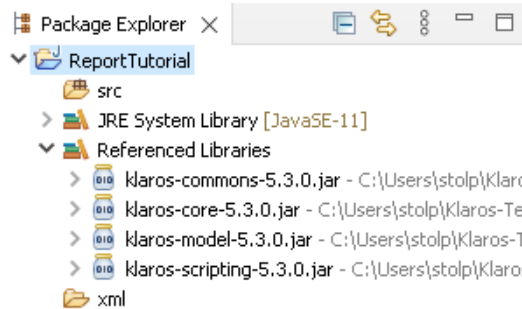 Package Explorer
ReportTutorial
src
JRE System Library [JavaSE-11]
Referenced Libraries
klaros-commons-5.3.0.jar - C:\Users\stolp\Klaro
klaros-core-5.3.0.jar - C:\Users\stolp\Klaros-Te
klaros-model-5.3.0.jar - C:\Users\stolp\Klaros-T
klaros-scripting-5.3.0.jar - C:\Users\stolp\Klaro
xml